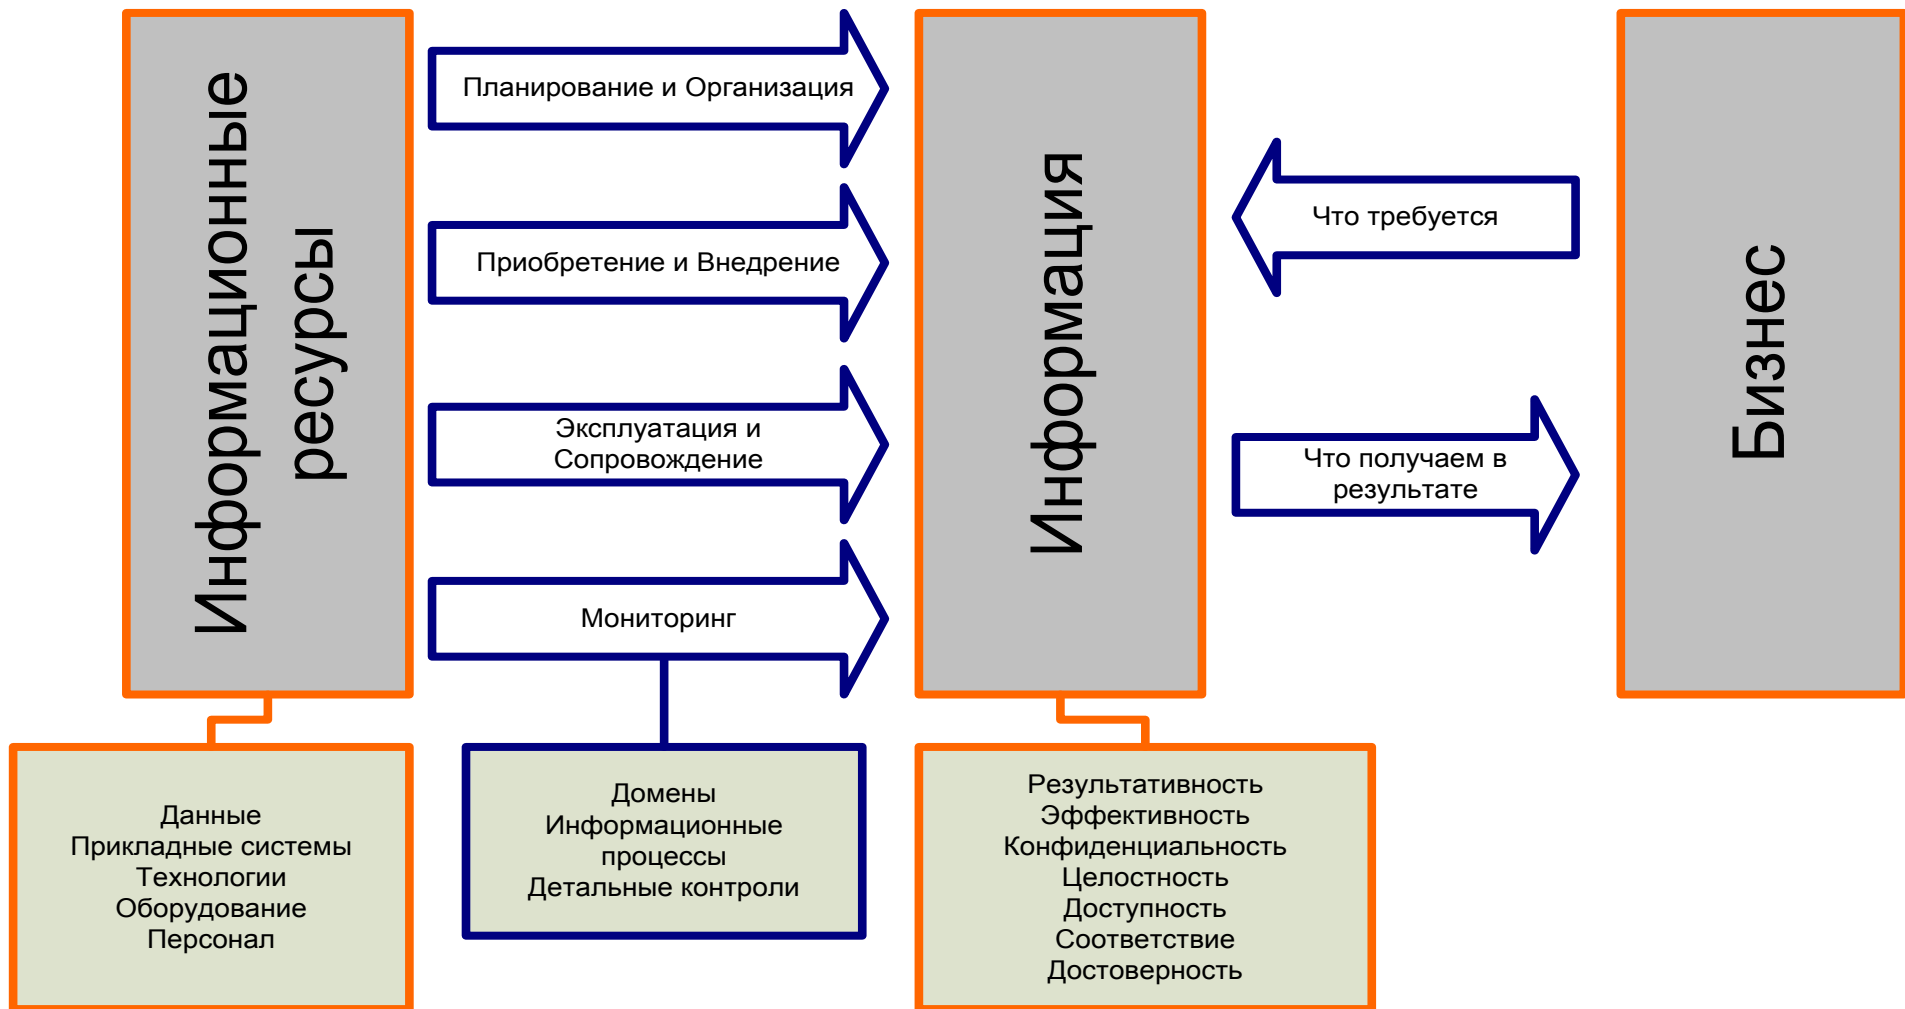 Информационные
ресурсы
Планирование и Организация
Приобретение и Внедрение
Эксплуатация и
Сопровождение
Мониторинг
Информация
Что требуется
Что получаем в
результате
Бизнес
Данные
Прикладные системы
Технологии
Оборудование
Персонал
Домены
Информационные
процессы
Детальные контроли
Результативность
Эффективность
Конфиденциальность
Целостность
Доступность
Соответствие
Достоверность